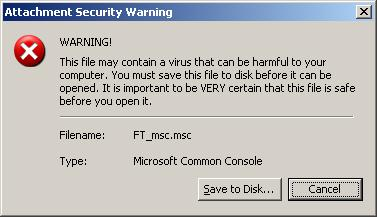 Attachment Security Warning
WARNING!
This file may contain a virus that can be harmful to your
computer. You must save this file to disk before it can be
opened. It is important to be VERY certain that this file is safe
before you open it.
Filename: FT_msc.msc
Type: Microsoft Common Console
Save to Disk... Cancel